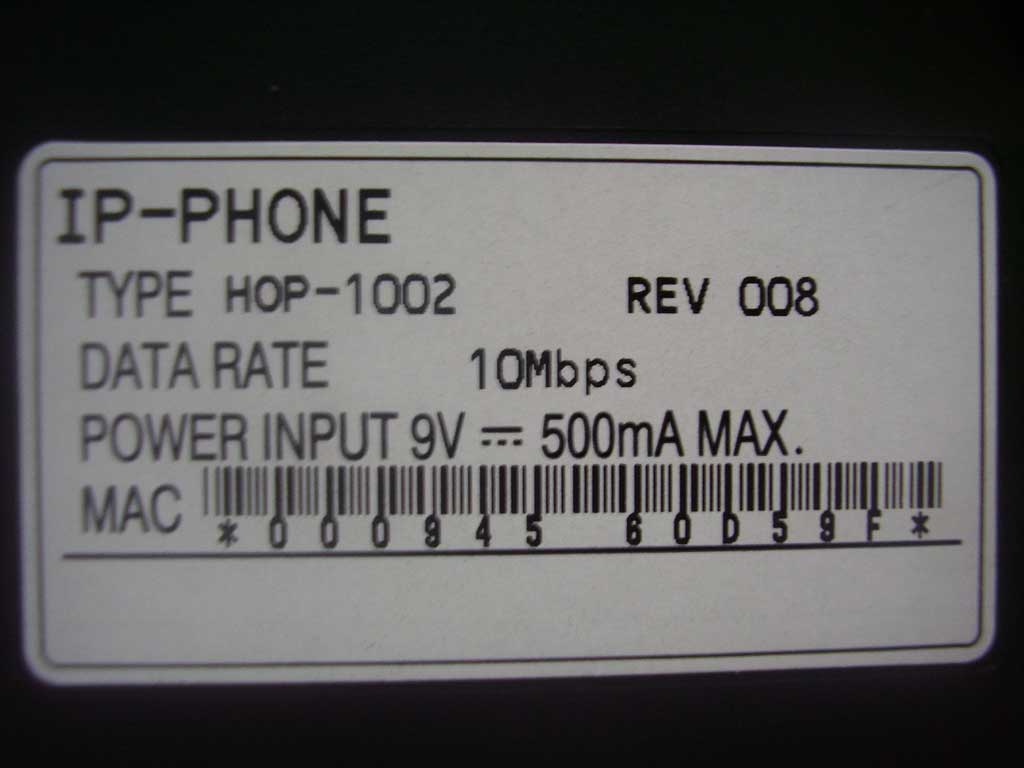 IP-PHONE
TYPE HOP-1002 REV 008
DATA RATE 10Mbps
POWER INPUT 9V ⎓ 500mA MAX.
MAC *000945 60D59F*